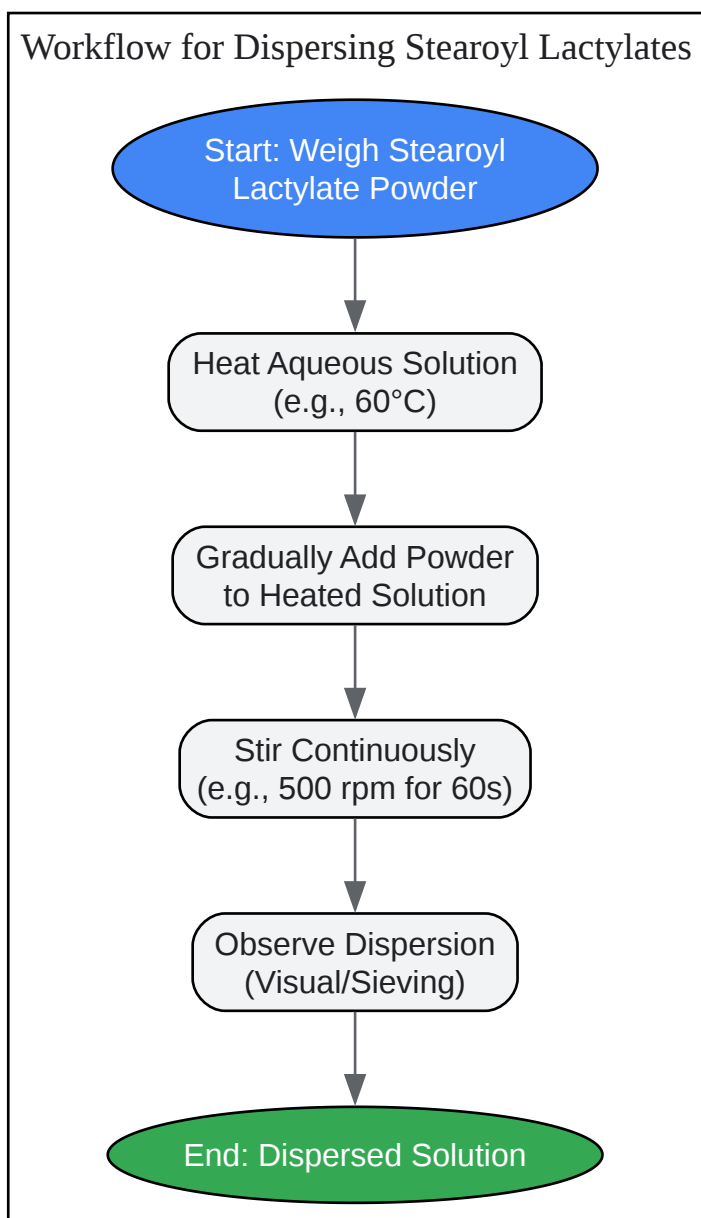 Workflow for Dispersing Stearoyl Lactylates
Start: Weigh Stearoyl
Lactylate Powder
Heat Aqueous Solution
(e.g., 60°C)
Gradually Add Powder
to Heated Solution
Stir Continuously
(e.g., 500 rpm for 60s)
Observe Dispersion
(Visual/Sieving)
End: Dispersed Solution